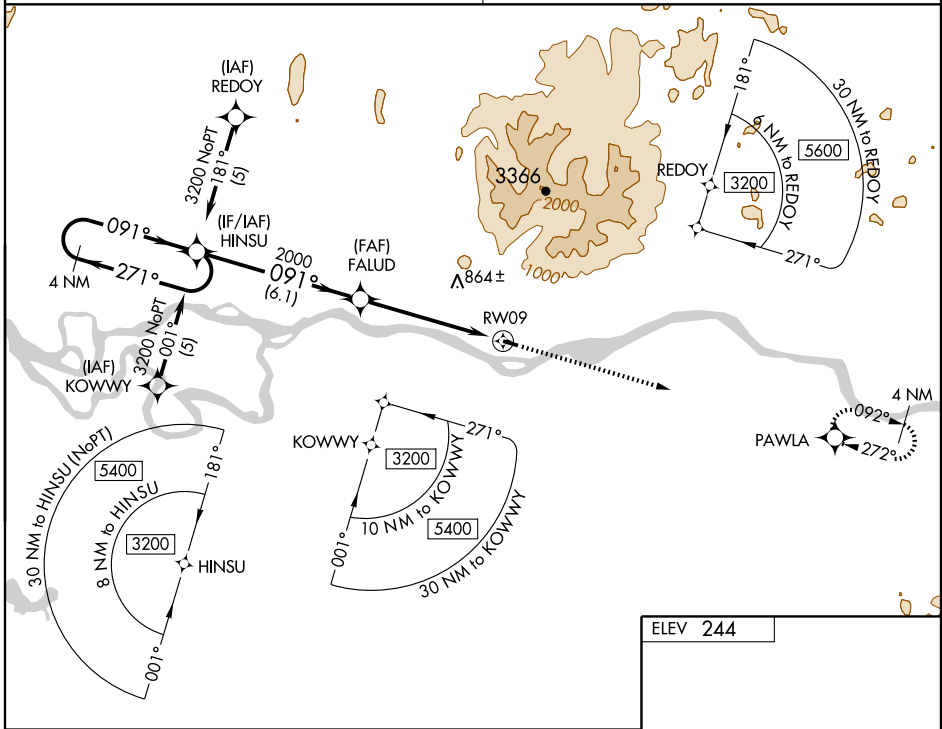 (IAF)
REDOY
3200 NoPT
181°
(5)
(IF/IAF)
HINSU
091°
271°
4 NM
2000
091°
(6.1)
(FAF)
FALUD
3200 NoPT
001°
(5)
(IAF)
KOWWY
3366
2000
1000
864±
RW09
181°
30 NM to REDOY
6 NM to REDOY
5600
REDOY
3200
271°
4 NM
092°
272°
PAWLA
30 NM to HINSU (NoPT)
5400
181°
8 NM to HINSU
3200
HINSU
001°
KOWWY
3200
271°
10 NM to KOWWY
5400
001°
30 NM to KOWWY
ELEV 244